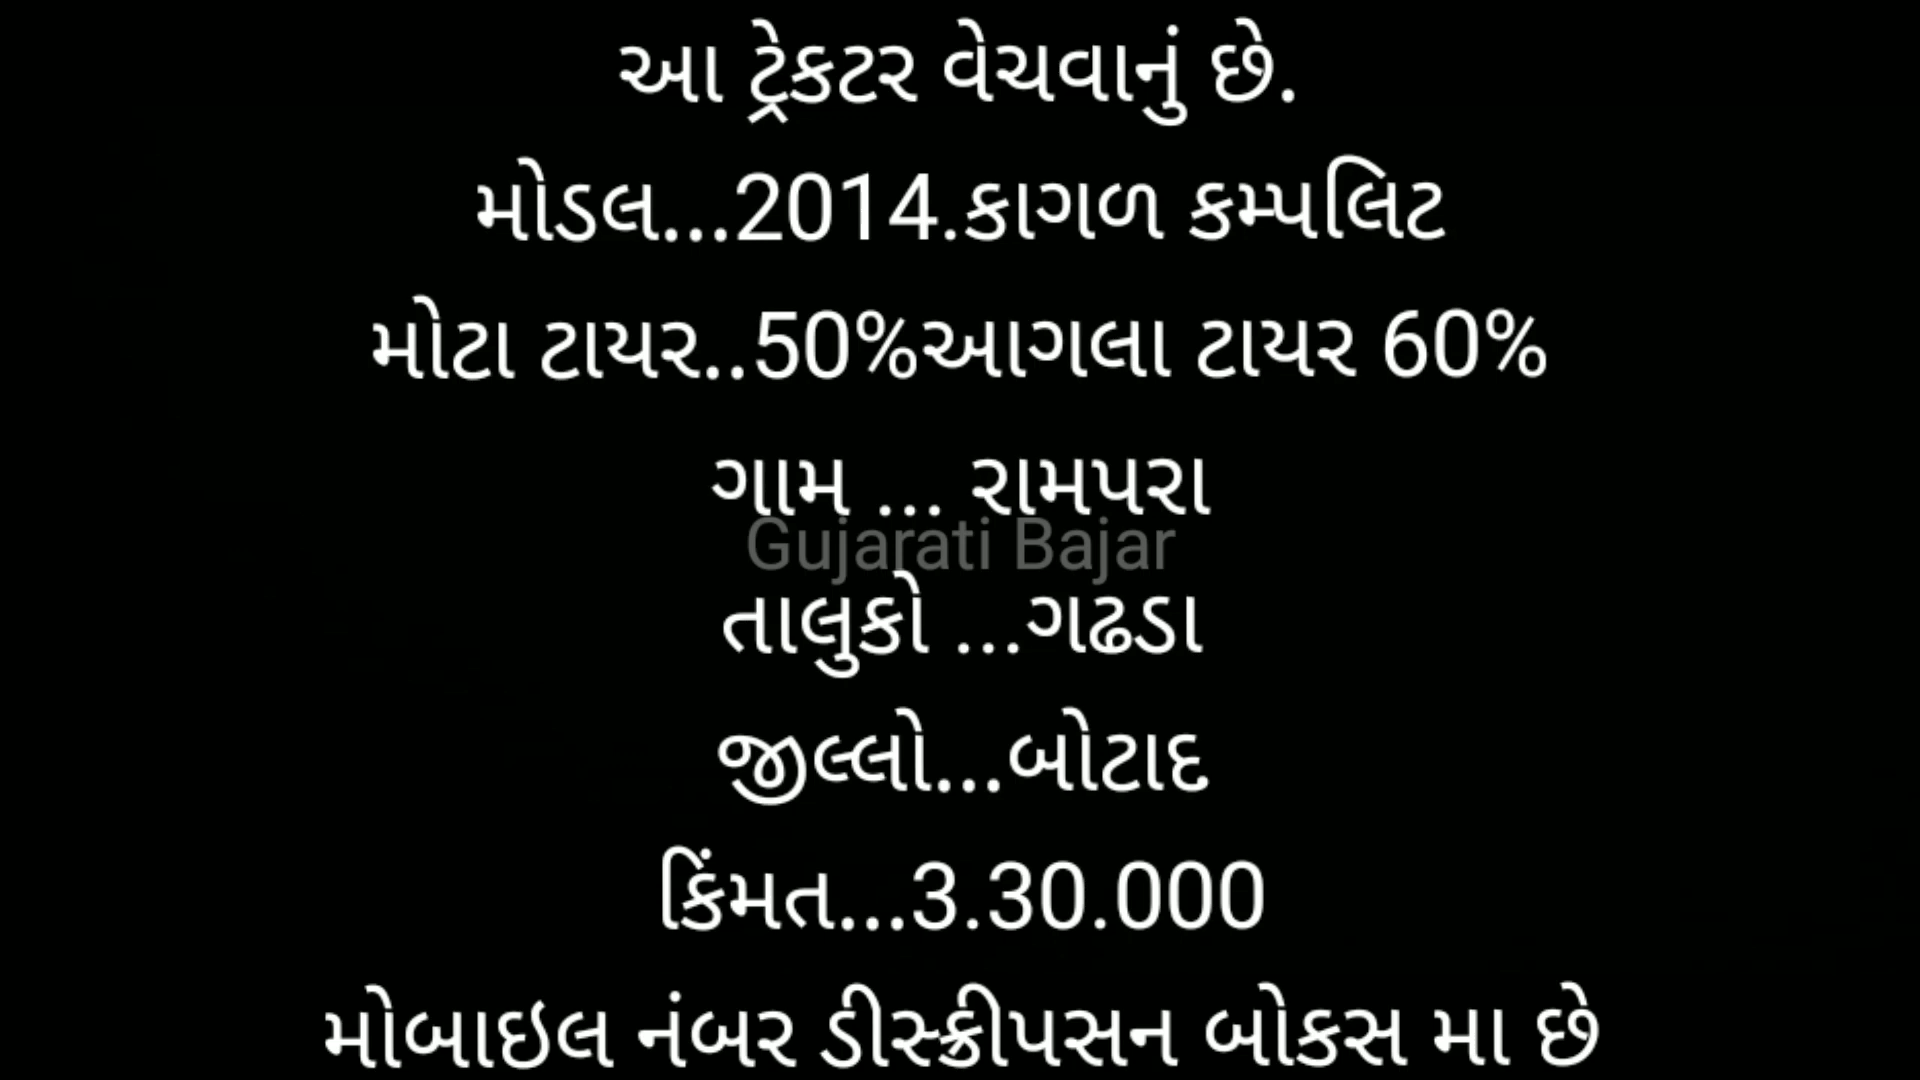 આ ટ્રેકટર વેચવાનું છે.
મોડલ...2014.કાગળ કમ્પલિટ
મોટા ટાયર..50%આગલા ટાયર 60%
ગામ ... રામપરા
Gujarati Bajar
તાલુકો ...ગઢડા
જીલ્લો...બોટાદ
કિંમત...3.30.000
મોબાઇલ નંબર ડીસ્ક્રીપસન બોકસ મા છે